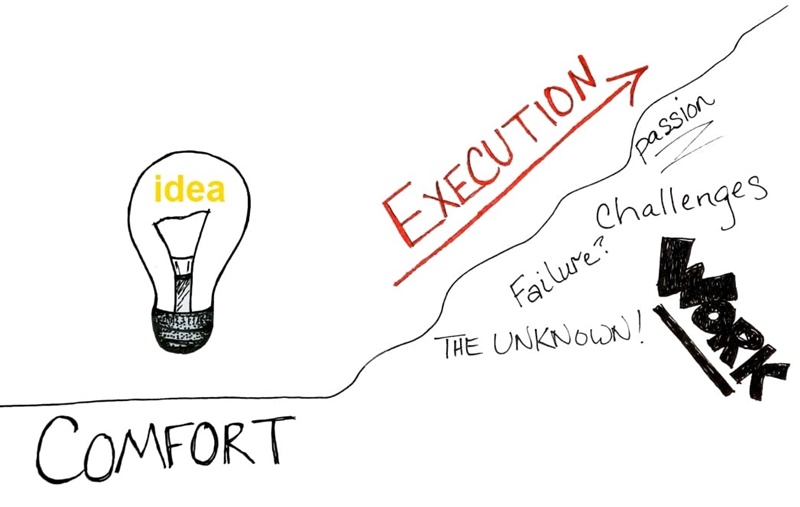 idea
EXECUTION
passion
Challenges
Failure?
THE UNKNOWN!
WORK
COMFORT